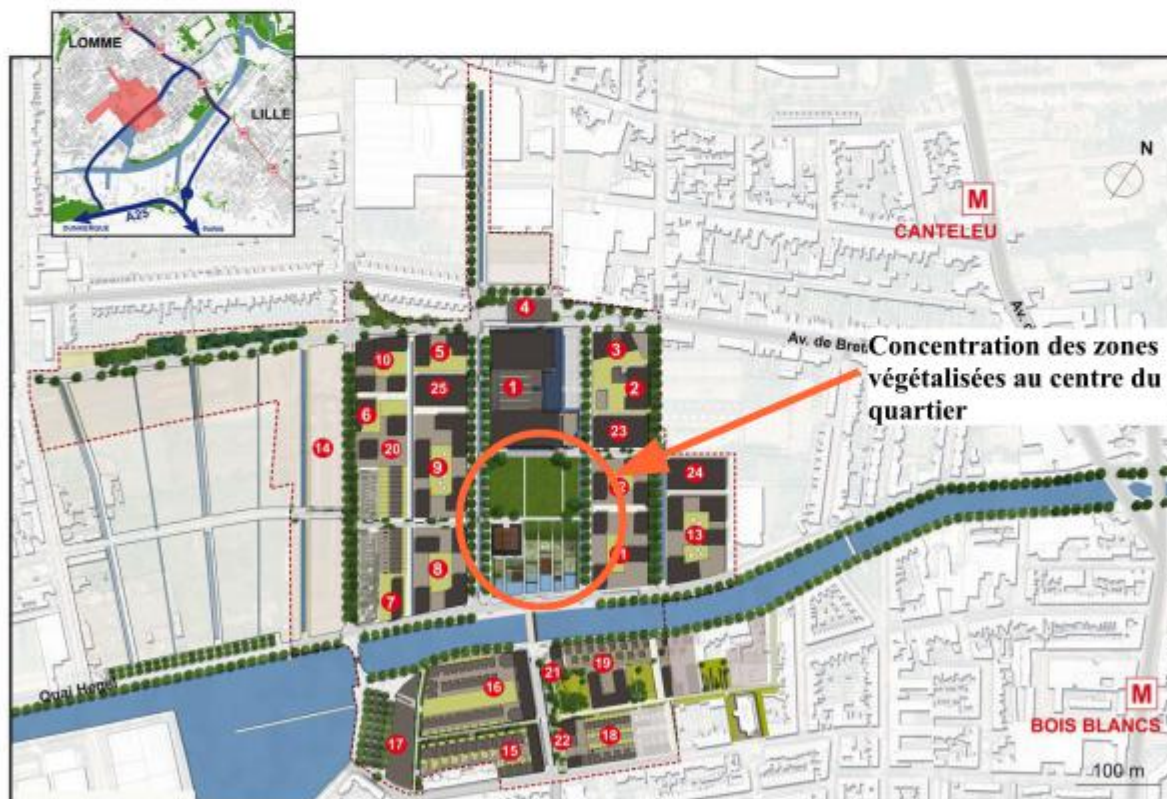 LOMME
LILLE
A25
DUNKERQUE
PARIS
N
M
CANTELEU
Av. de Bret
Concentration des zones
végétalisées au centre du
quartier
4
10
5
1
3
25
2
6
14
20
9
23
24
2
13
8
1
7
Quai Hegel
21
19
16
M
BOIS BLANCS
17
15
22
18
100 m